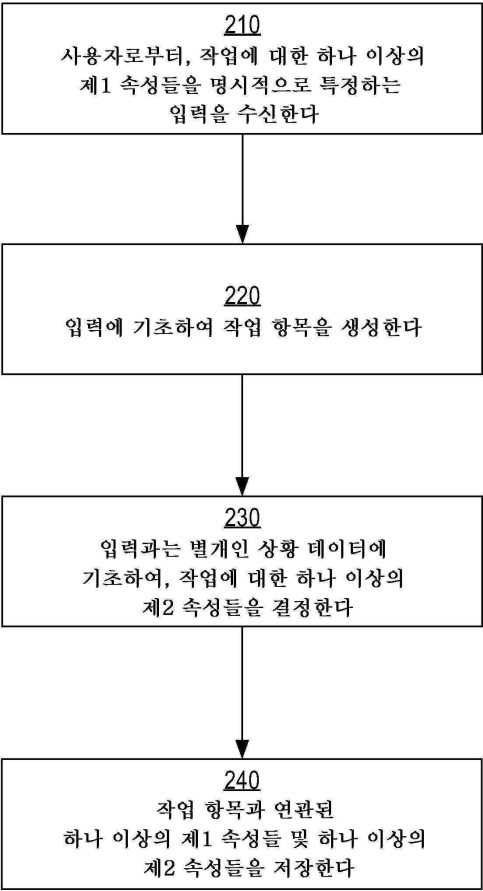 210
사용자로부터, 작업에 대한 하나 이상의
제1 속성들을 명시적으로 특정하는
입력을 수신한다
220
입력에 기초하여 작업 항목을 생성한다
230
입력과는 별개인 상황 데이터에
기초하여, 작업에 대한 하나 이상의
제2 속성들을 결정한다
240
작업 항목과 연관된
하나 이상의 제1 속성들 및 하나 이상의
제2 속성들을 저장한다